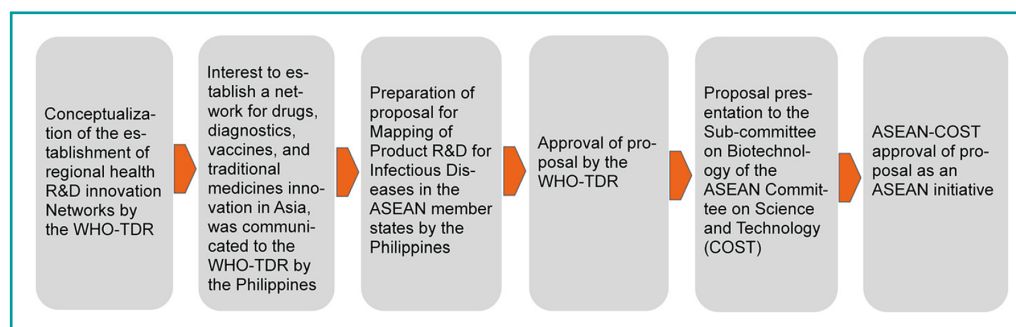 Conceptualiza-
tion of the es-
tablishment of
regional health
R&D innovation
Networks by
the WHO-TDR
Interest to es-
tablish a net-
work for drugs,
diagnostics,
vaccines, and
traditional
medicines inno-
vation in Asia,
was communi-
cated to the
WHO-TDR by
the Philippines
Preparation of
proposal for
Mapping of
Product R&D for
Infectious Dis-
eases in the
ASEAN member
states by the
Philippines
Approval of pro-
posal by the
WHO-TDR
Proposal pres-
entation to the
Sub-committee
on Biotechnol-
ogy of the
ASEAN Commit-
tee on Science
and Technology
(COST)
ASEAN-COST
approval of pro-
posal as an
ASEAN initiative